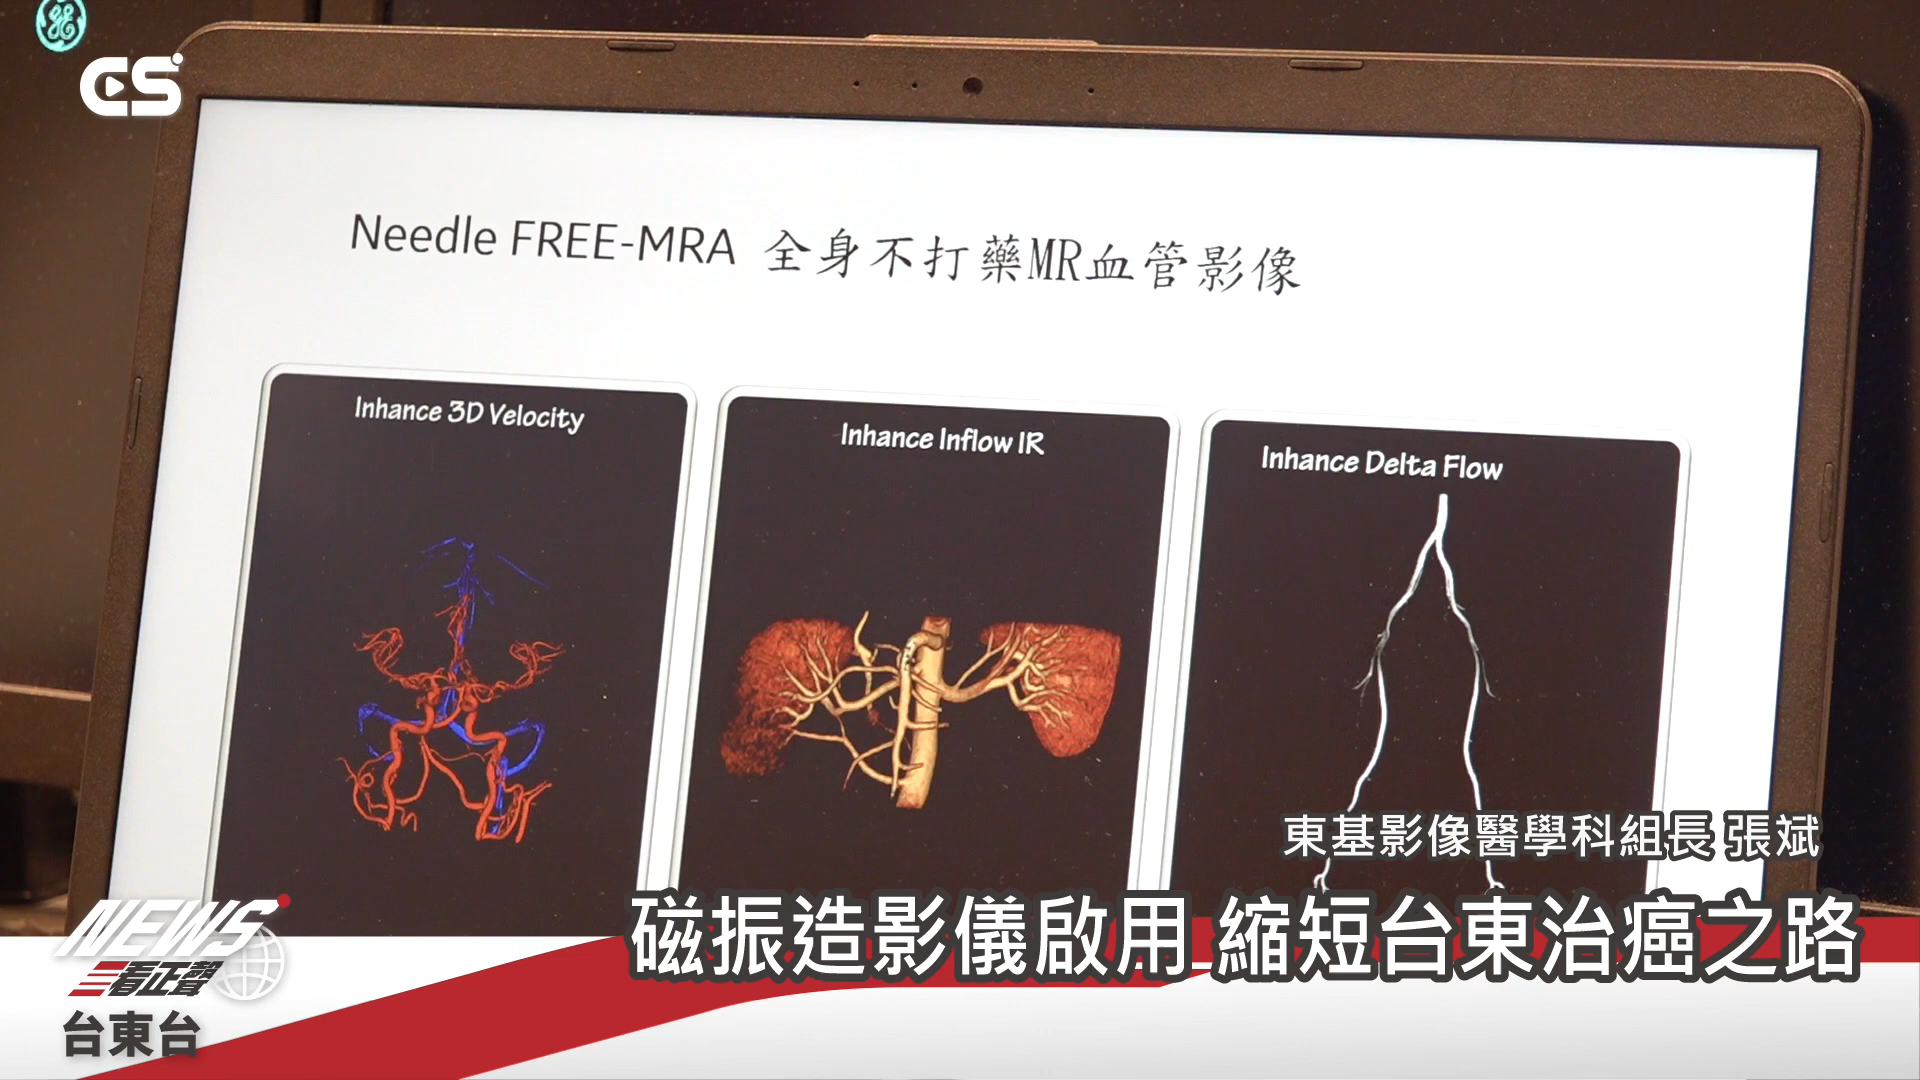 GE
CS
Needle FREE-MRA 全身不打藥MR血管影像
Inhance 3D Velocity
Inhance Inflow IR
Inhance Delta Flow
東基影像醫學科組長 張斌
磁振造影儀啟用 縮短台東治癌之路
NEWS
看正聲
台東台